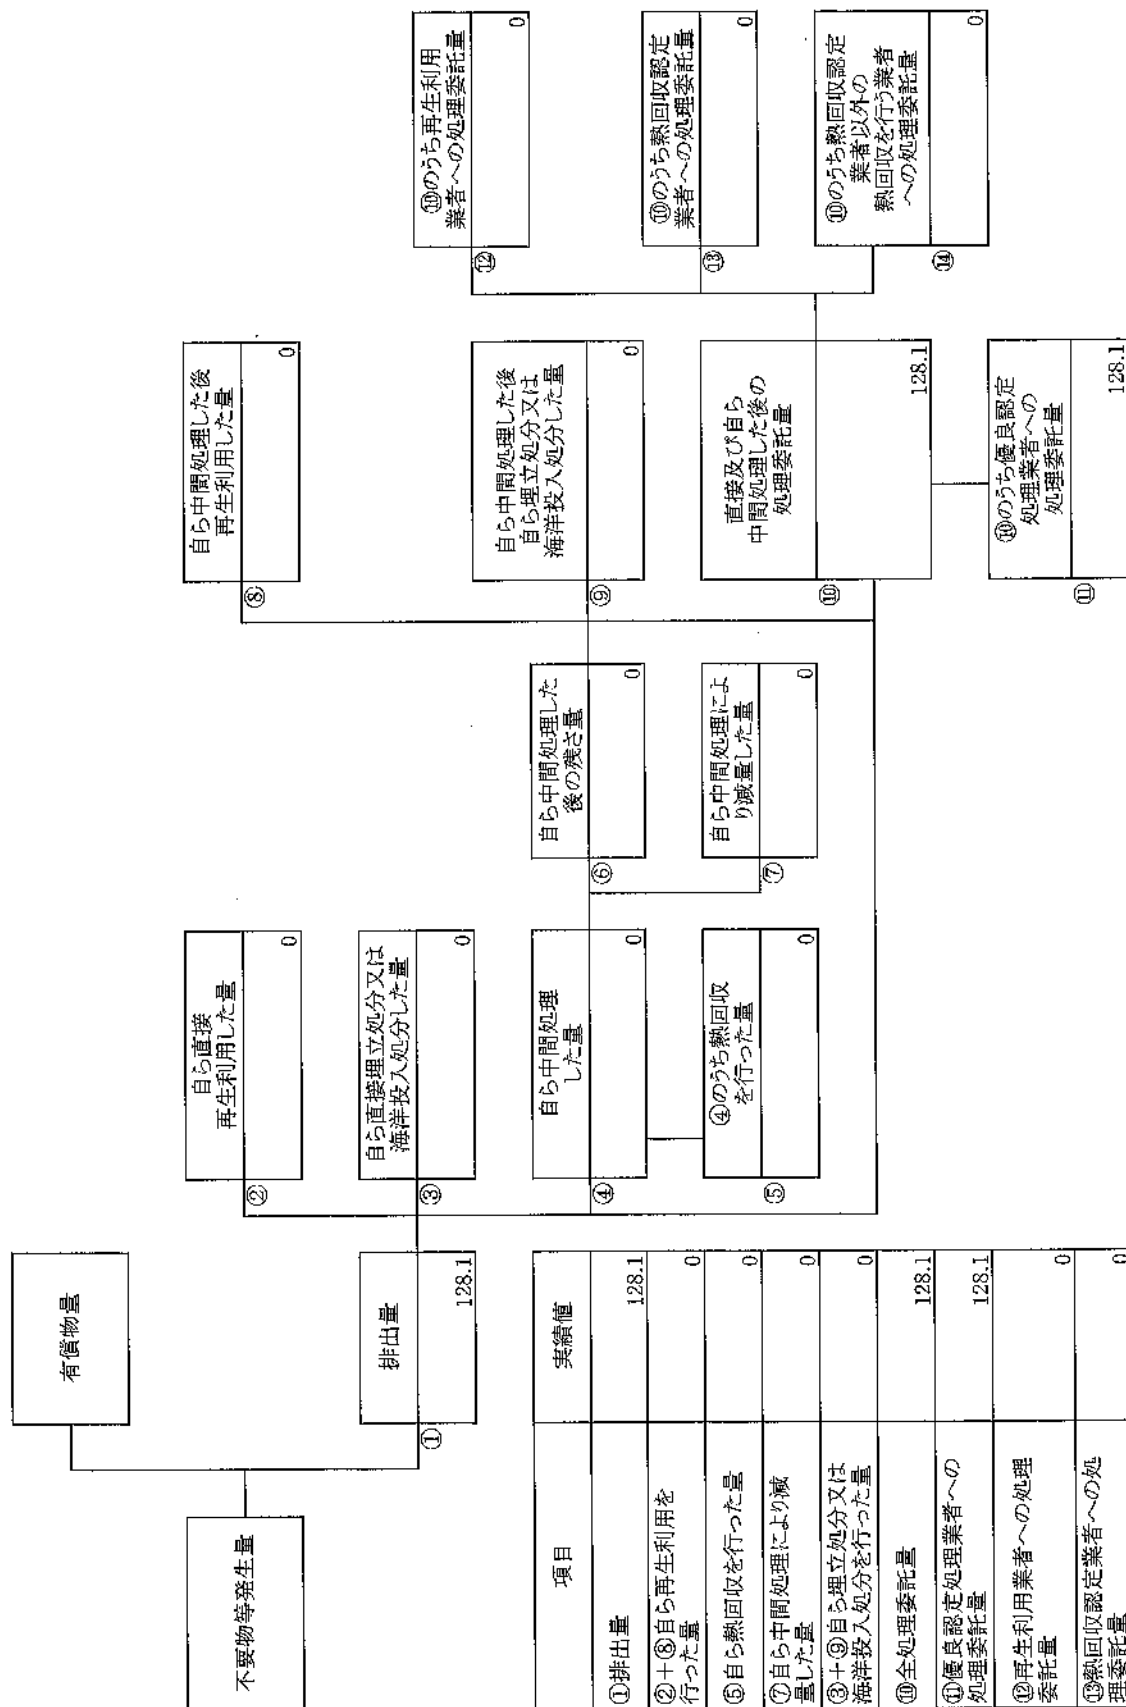 不要物等発生量
有償物量
①
排出量
128.1
②
自ら直接
再生利用した量
0
③
自ら直接埋立処分又は
海洋投入処分した量
0
④
自ら中間処理
した量
0
⑤
④のうち熱回収
を行った量
0
⑥
自ら中間処理した
後の残さ量
0
⑦
自ら中間処理によ
り減量した量
0
⑧
自ら中間処理した後
再生利用した量
0
⑨
自ら中間処理した後
自ら埋立処分又は
海洋投入処分した量
0
⑩
直接及び自ら
中間処理した後の
処理委託量
128.1
⑪
⑩のうち優良認定
処理業者への
処理委託量
128.1
⑫
⑩のうち再生利用
業者への処理委託量
0
⑬
⑩のうち熱回収認定
業者への処理委託量
0
⑭
⑩のうち熱回収認定
業者以外の
熱回収を行う業者
への処理委託量
0
項目
実績値
①排出量
128.1
②+⑧自ら再生利用を
行った量
0
⑤自ら熱回収を行った量
0
⑦自ら中間処理により減
量した量
0
③+⑨自ら埋立処分又は
海洋投入処分を行った量
0
⑩全処理委託量
128.1
⑪優良認定処理業者への
処理委託量
128.1
⑫再生利用業者への処理
委託量
0
⑬熱回収認定業者への処
理委託量
0